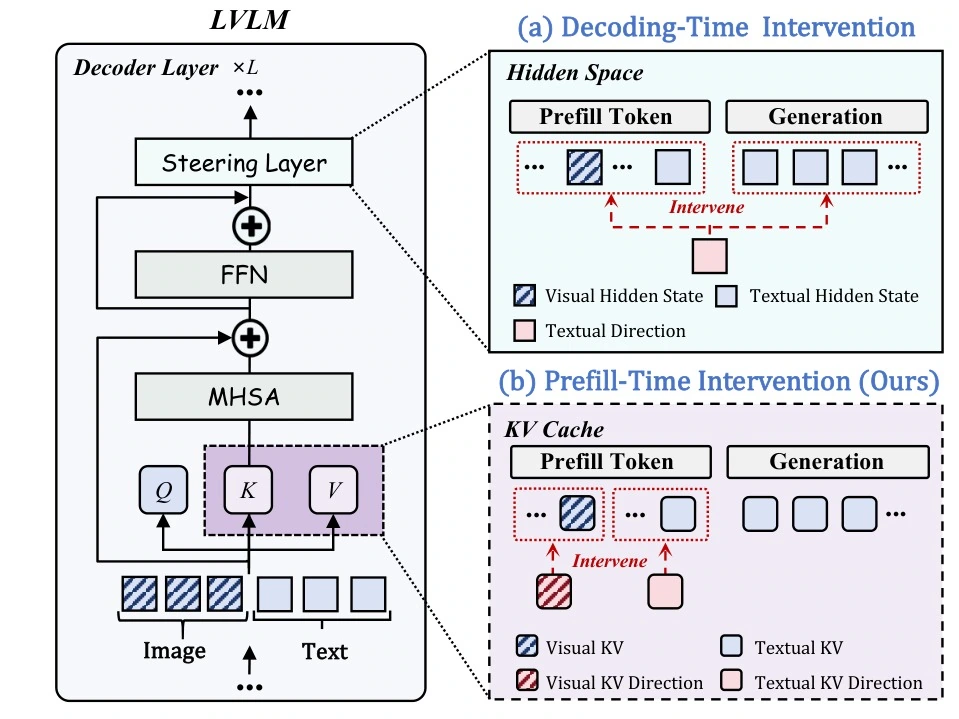 LVLM
Decoder Layer ×L
...
Steering Layer
FFN
MHSA
Q K V
Image Text
...
(a) Decoding-Time Intervention
Hidden Space
Prefill Token Generation
... ... ...
Intervene
Visual Hidden State Textual Hidden State
Textual Direction
(b) Prefill-Time Intervention (Ours)
KV Cache
Prefill Token Generation
... ... ...
Intervene
Visual KV Textual KV
Visual KV Direction Textual KV Direction